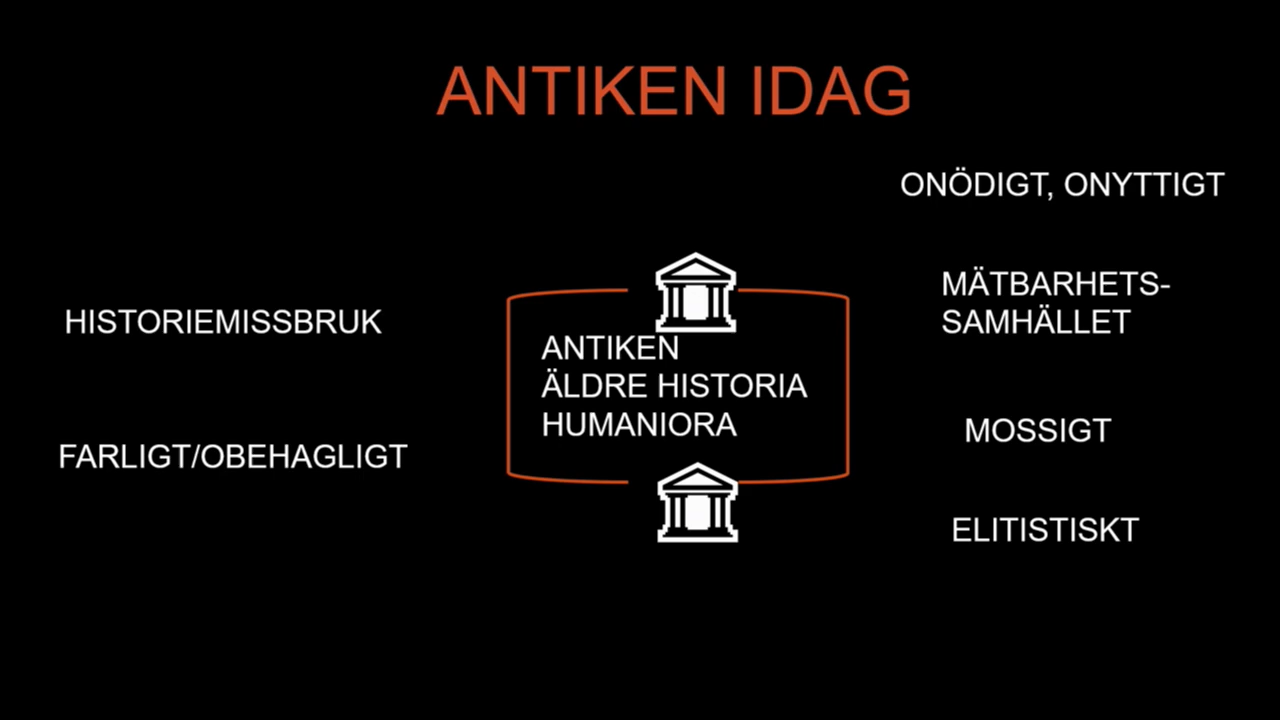 ANTIKEN IDAG
ONÖDIGT, ONYTTIGT
MÄTBARHETS-
SAMHÄLLET
HISTORIEMISSBRUK
ANTIKEN
ÄLDRE HISTORIA
HUMANIORA
MOSSIGT
FARLIGT/OBEHAGLIGT
ELITISTISKT